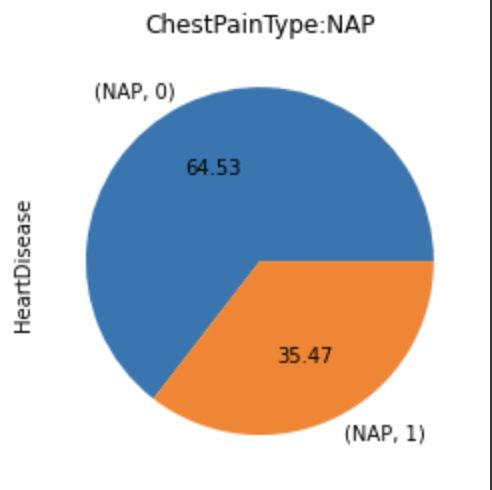 ChestPainType:NAP
(NAP, 0)
64.53
HeartDisease
35.47
(NAP, 1)